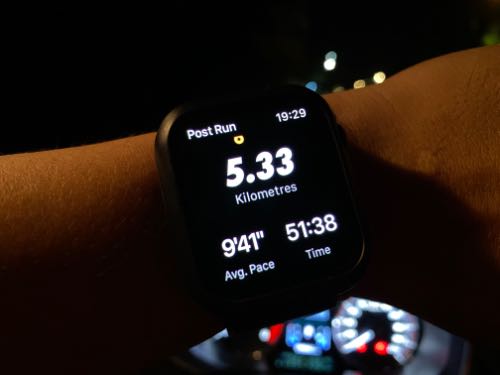 Post Run 19:29
5.33
Kilometres
9'41" 51:38
Avg. Pace Time